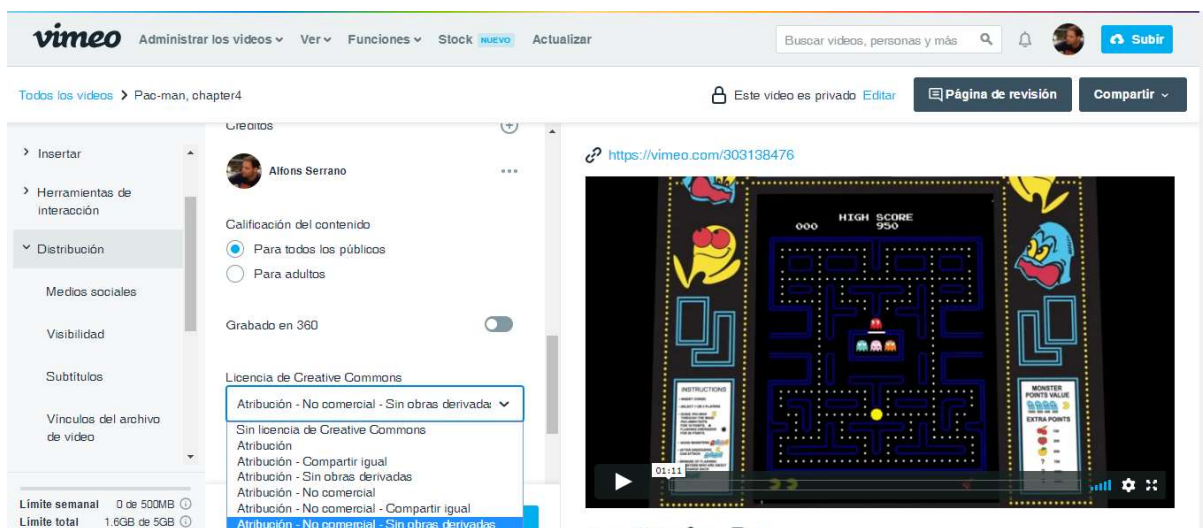 vimeo
Administrar los videos Ver Funciones Stock NUEVO Actualizar
Buscar videos, personas y más
Subir
Todos los videos > Pac-man, chapter4
Este video es privado Editar
Página de revisión
Compartir
Insertar
Herramientas de
interacción
Distribución
Medios sociales
Visibilidad
Subtítulos
Vínculos del archivo
de video
Límite semanal 0 de 500MB
Límite total 1.6GB de 5GB
Créditos
Alfons Serrano
Calificación del contenido
Para todos los públicos
Para adultos
Grabado en 360
Licencia de Creative Commons
Atribución - No comercial - Sin obras derivadas
Sin licencia de Creative Commons
Atribución
Atribución - Compartir igual
Atribución - Sin obras derivadas
Atribución - No comercial
Atribución - No comercial - Compartir igual
Atribución - No comercial - Sin obras derivadas
https://vimeo.com/303138476
HIGH SCORE
000 950
INSTRUCTIONS
MONSTER
POINTS VALUE
EXTRA POINTS
01:11